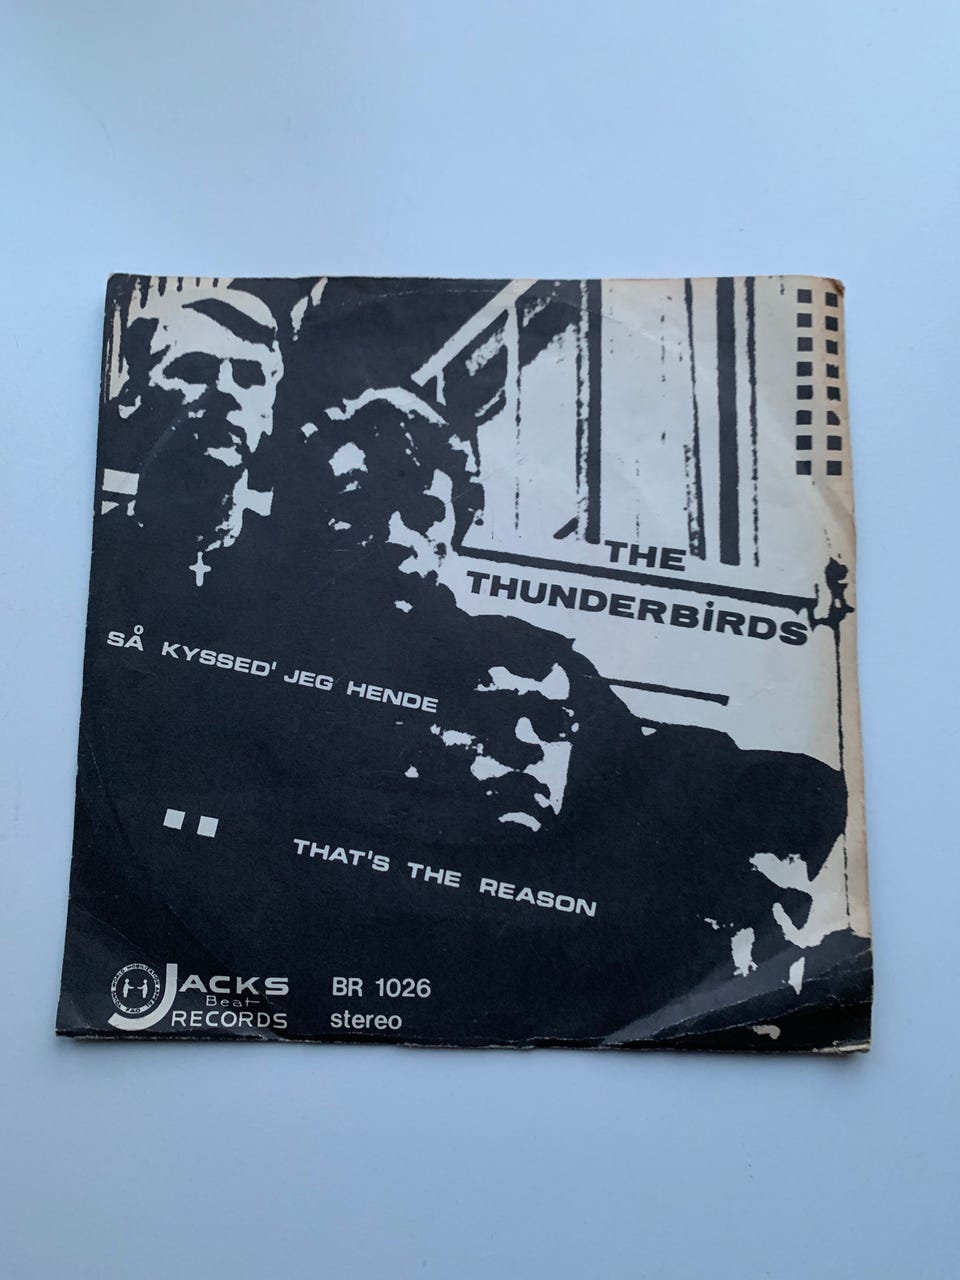 THE
THUNDERBiRDS
SÅ KYSSED' JEG HENDE
THAT'S THE REASON
JACKS
Beat
RECORDS
BR 1026
stereo